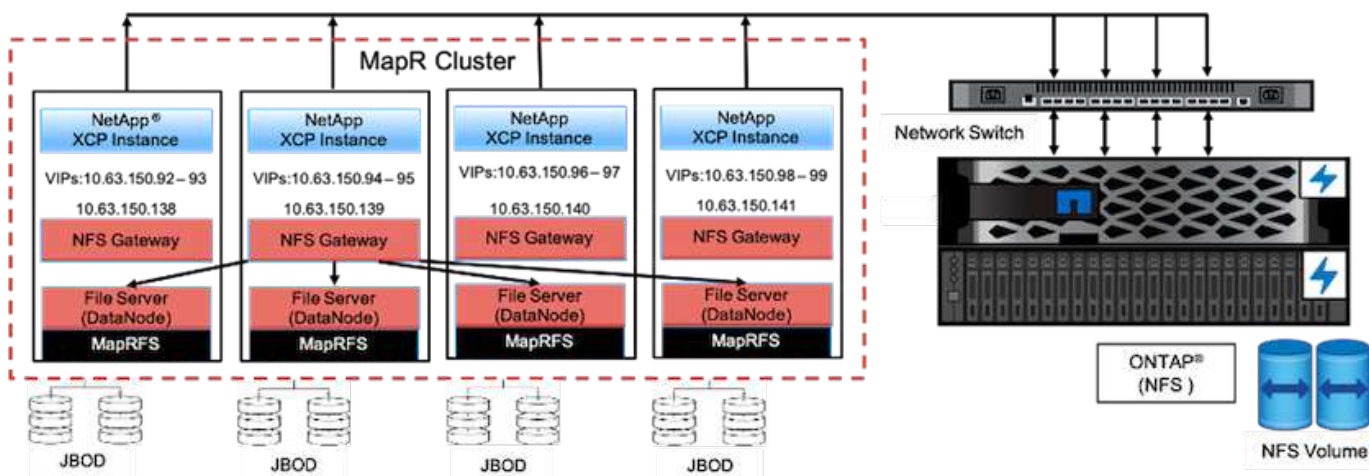 MapR Cluster
NetApp®
XCP Instance
VIPs:10.63.150.92 – 93
10.63.150.138
NFS Gateway
File Server
(DataNode)
MapRFS
JBOD
NetApp
XCP Instance
VIPs:10.63.150.94 – 95
10.63.150.139
NFS Gateway
File Server
(DataNode)
MapRFS
JBOD
NetApp
XCP Instance
VIPs:10.63.150.96 – 97
10.63.150.140
NFS Gateway
File Server
(DataNode)
MapRFS
JBOD
NetApp
XCP Instance
VIPs:10.63.150.98 – 99
10.63.150.141
NFS Gateway
File Server
(DataNode)
MapRFS
JBOD
Network Switch
ONTAP®
(NFS )
NFS Volume